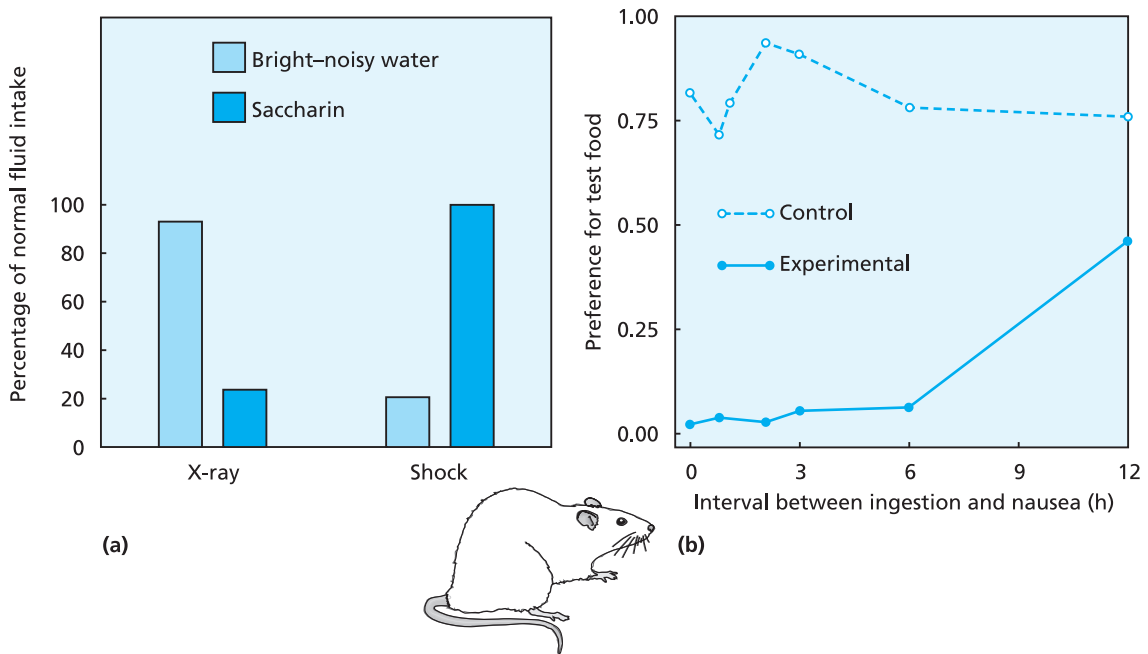 Percentage of normal fluid intake
Bright–noisy water
Saccharin
100
80
60
40
20
0
X-ray
Shock
(a)
Preference for test food
1.00
0.75
0.50
0.25
0.00
Control
Experimental
0
3
6
9
12
Interval between ingestion and nausea (h)
(b)